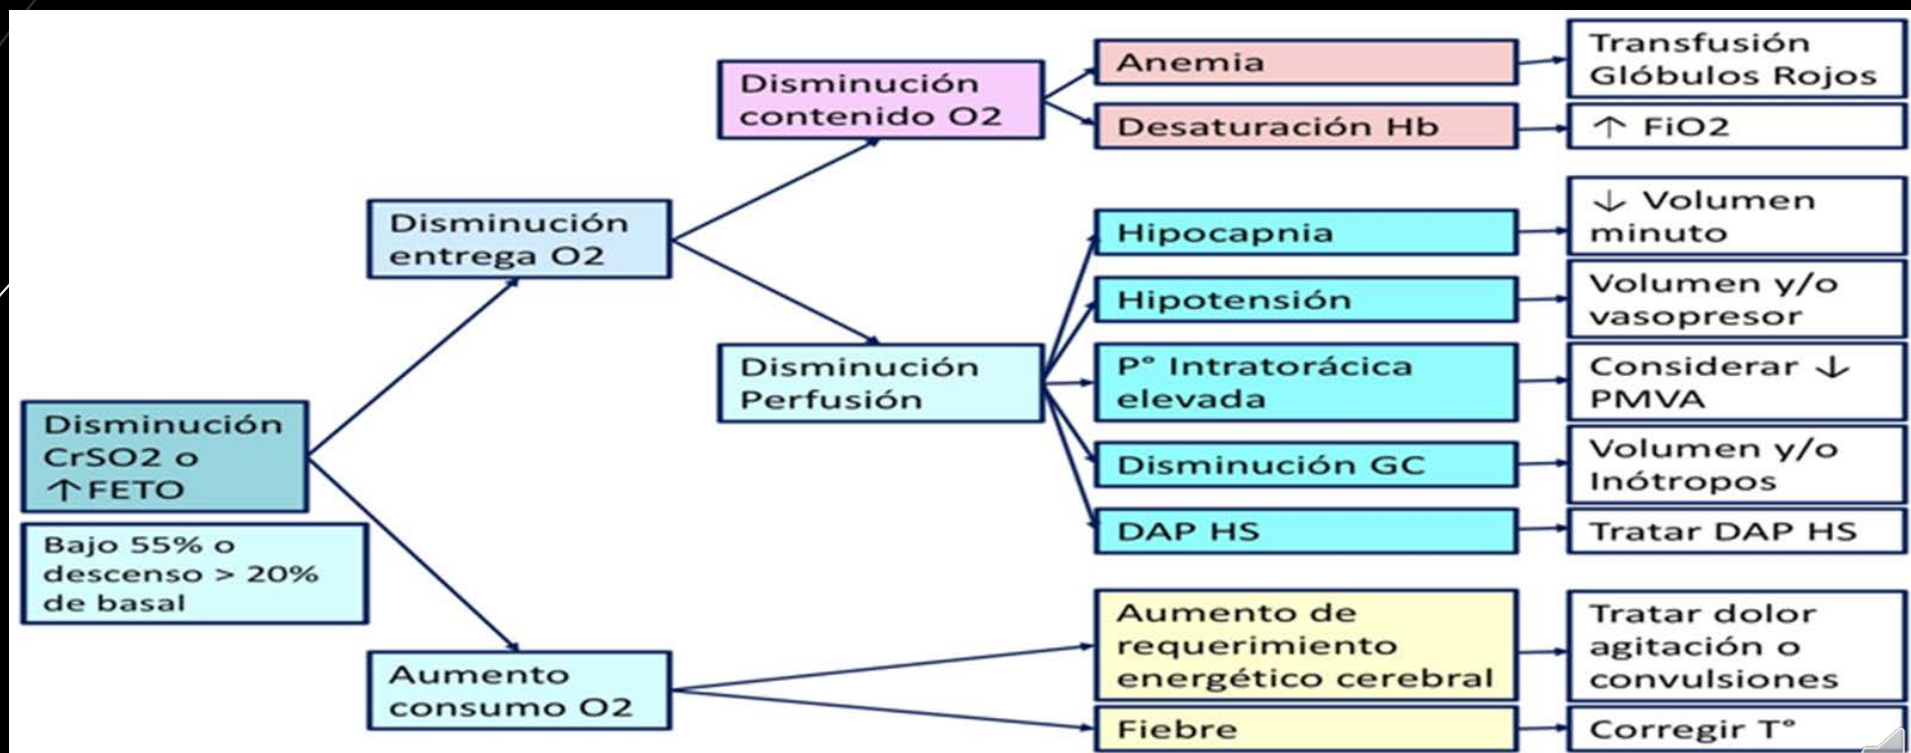 Disminución
CrSO2 o
↑FETO
Bajo 55% o
descenso > 20%
de basal
Disminución
entrega O2
Aumento
consumo O2
Disminución
contenido O2
Disminución
Perfusión
Anemia
Desaturación Hb
Hipocapnia
Hipotensión
P° Intratorácica
elevada
Disminución GC
DAP HS
Aumento de
requerimiento
energético cerebral
Fiebre
Transfusión
Glóbulos Rojos
↑ FiO2
↓ Volumen
minuto
Volumen y/o
vasopresor
Considerar ↓
PMVA
Volumen y/o
Inótropos
Tratar DAP HS
Tratar dolor
agitación o
convulsiones
Corregir T°